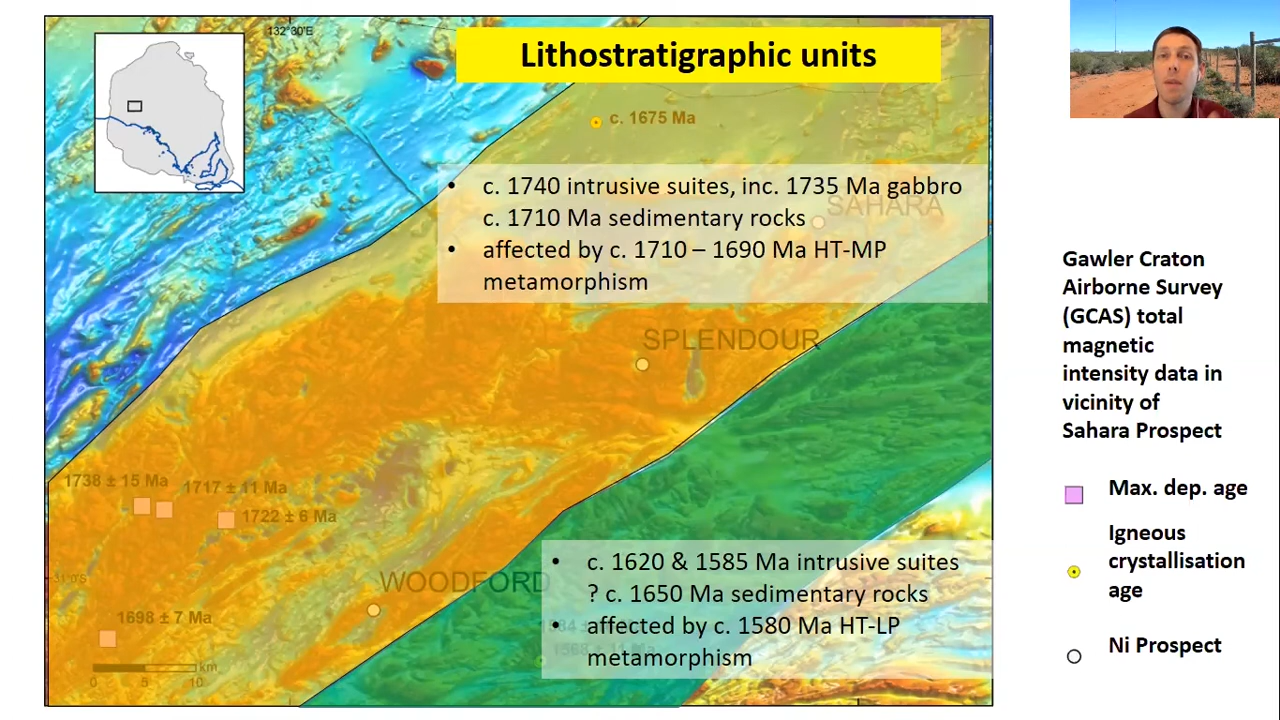 132°30'E
Lithostratigraphic units
c. 1675 Ma
• c. 1740 intrusive suites, inc. 1735 Ma gabbro
c. 1710 Ma sedimentary rocks
• affected by c. 1710 – 1690 Ma HT-MP
metamorphism
SAHARA
SPLENDOUR
1738 ± 15 Ma
1717 ± 11 Ma
1722 ± 6 Ma
WOODFORD
1698 ± 7 Ma
km
0 5 10
• c. 1620 & 1585 Ma intrusive suites
? c. 1650 Ma sedimentary rocks
• affected by c. 1580 Ma HT-LP
metamorphism
Gawler Craton
Airborne Survey
(GCAS) total
magnetic
intensity data in
vicinity of
Sahara Prospect
Max. dep. age
Igneous
crystallisation
age
Ni Prospect